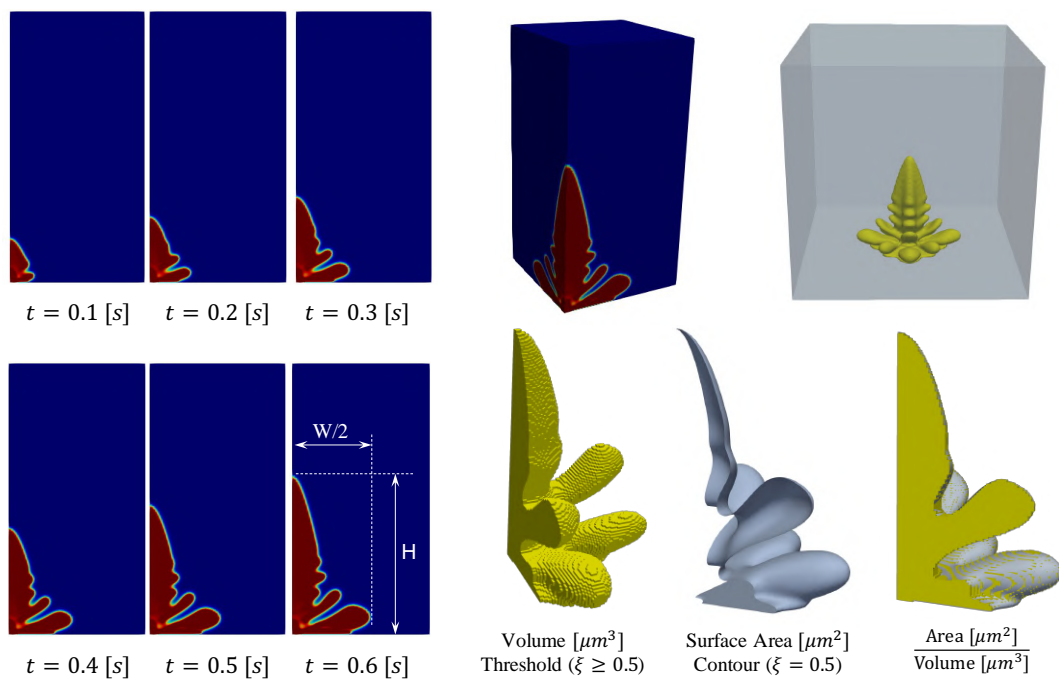 t = 0.1 [s]
t = 0.2 [s]
t = 0.3 [s]
W/2
H
t = 0.4 [s]
t = 0.5 [s]
t = 0.6 [s]
Volume [μm³]
Threshold (ξ ≥ 0.5)
Surface Area [μm²]
Contour (ξ = 0.5)
Area [μm²]
Volume [μm³]